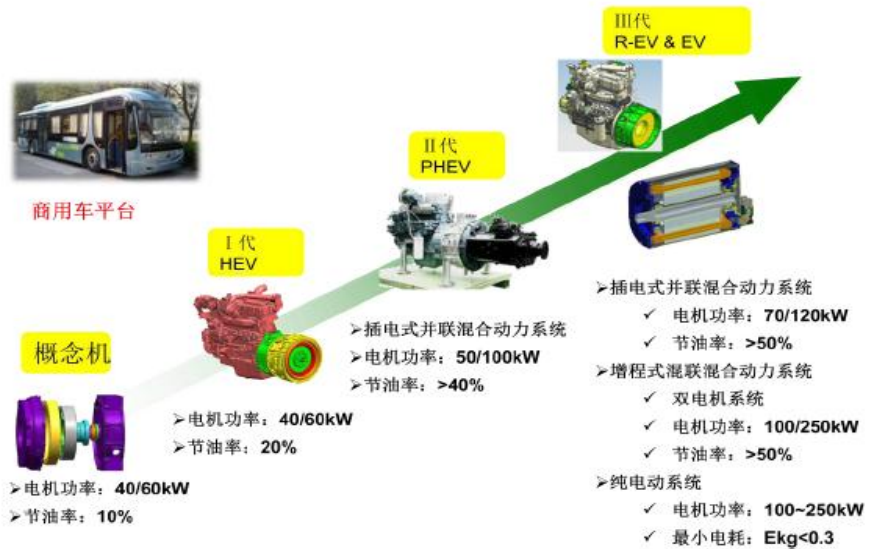 商用车平台
概念机
➢电机功率：40/60kW
➢节油率：10%
Ⅰ代
HEV
➢电机功率：40/60kW
➢节油率：20%
Ⅱ代
PHEV
➢插电式并联混合动力系统
➢电机功率：50/100kW
➢节油率：>40%
Ⅲ代
R-EV & EV
➢插电式并联混合动力系统
✓ 电机功率：70/120kW
✓ 节油率：>50%
➢增程式混联混合动力系统
✓ 双电机系统
✓ 电机功率：100/250kW
✓ 节油率：>50%
➢纯电动系统
✓ 电机功率：100~250kW
✓ 最小电耗：Ekg<0.3